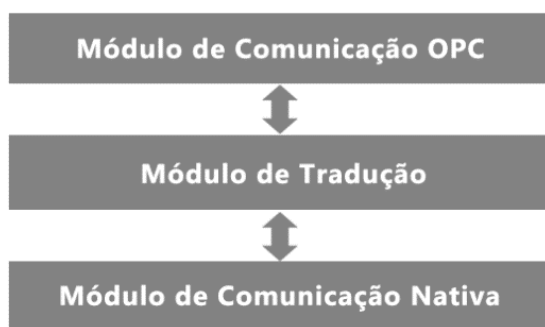 Módulo de Comunicação OPC
Módulo de Tradução
Módulo de Comunicação Nativa